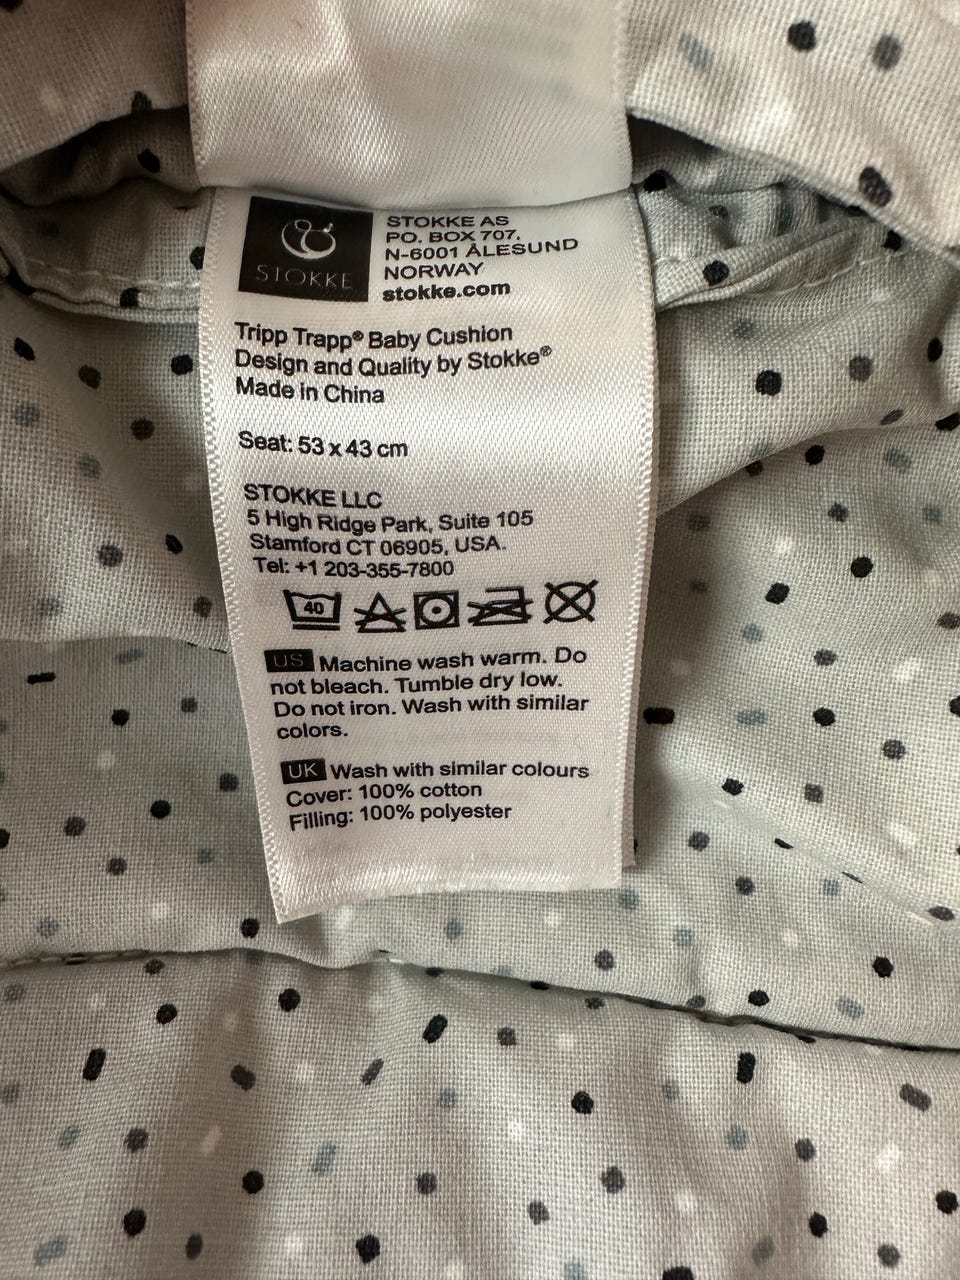 STOKKE
STOKKE AS
PO. BOX 707,
N-6001 ÅLESUND
NORWAY
stokke.com
Tripp Trapp® Baby Cushion
Design and Quality by Stokke®
Made in China
Seat: 53 x 43 cm
STOKKE LLC
5 High Ridge Park, Suite 105
Stamford CT 06905, USA.
Tel: +1 203-355-7800
40
US Machine wash warm. Do
not bleach. Tumble dry low.
Do not iron. Wash with similar
colors.
UK Wash with similar colours
Cover: 100% cotton
Filling: 100% polyester